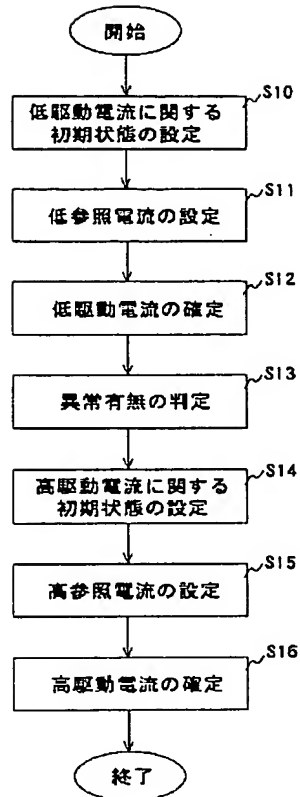 開始
S10
低駆動電流に関する
初期状態の設定
S11
低参照電流の設定
S12
低駆動電流の確定
S13
異常有無の判定
S14
高駆動電流に関する
初期状態の設定
S15
高参照電流の設定
S16
高駆動電流の確定
終了